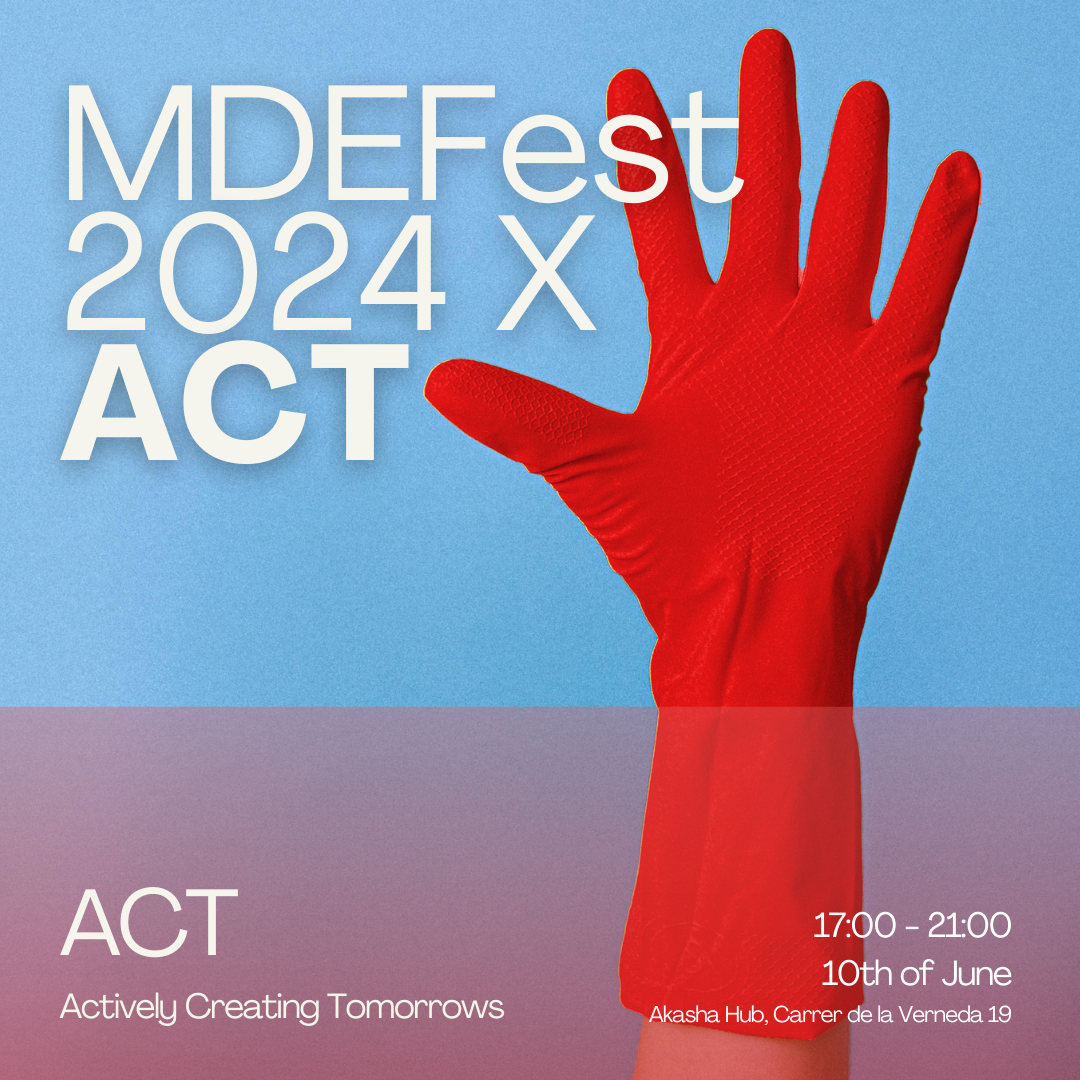 MDEFest
2024 X
ACT
ACT
Actively Creating Tomorrows
17:00 - 21:00
10th of June
Akasha Hub, Carrer de la Verneda 19